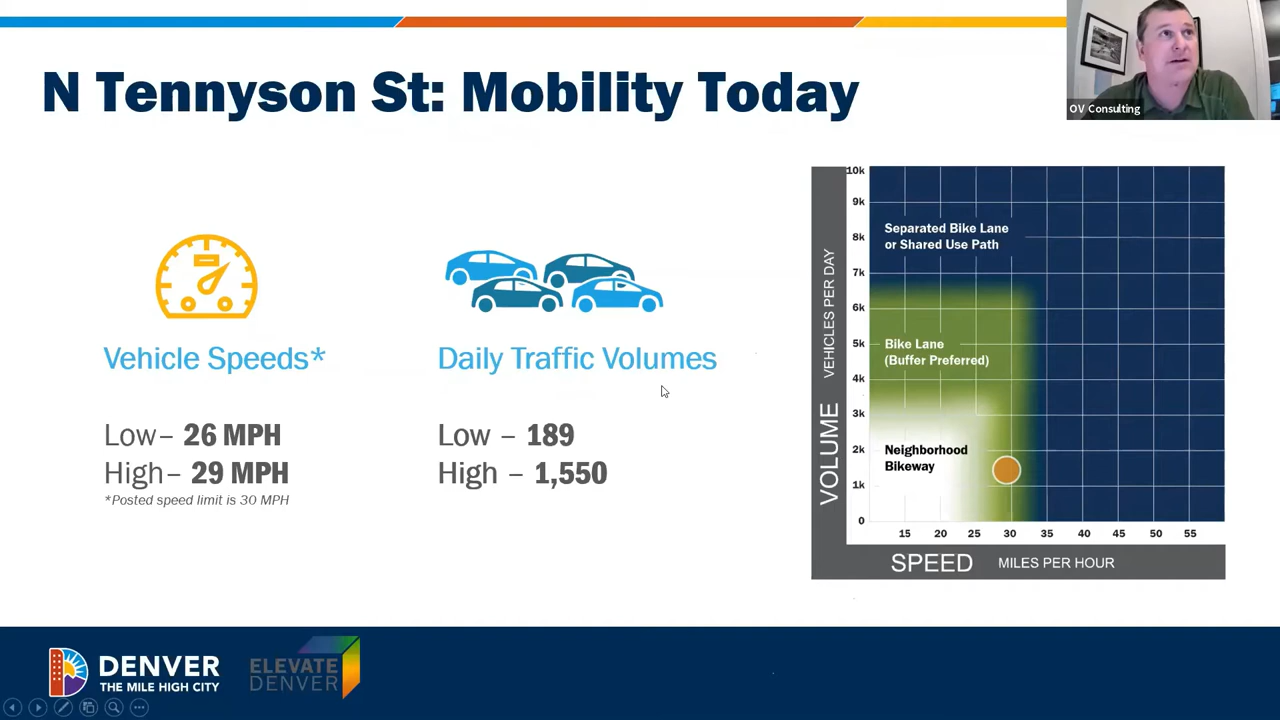 N Tennyson St: Mobility Today
OV Consulting
Vehicle Speeds*
Low– 26 MPH
High– 29 MPH
*Posted speed limit is 30 MPH
Daily Traffic Volumes
Low – 189
High – 1,550
VOLUME VEHICLES PER DAY
10k
9k
8k
7k
6k
5k
4k
3k
2k
1k
0
Separated Bike Lane
or Shared Use Path
Bike Lane
(Buffer Preferred)
Neighborhood
Bikeway
15 20 25 30 35 40 45 50 55
SPEED MILES PER HOUR
DENVER
THE MILE HIGH CITY
ELEVATE
DENVER